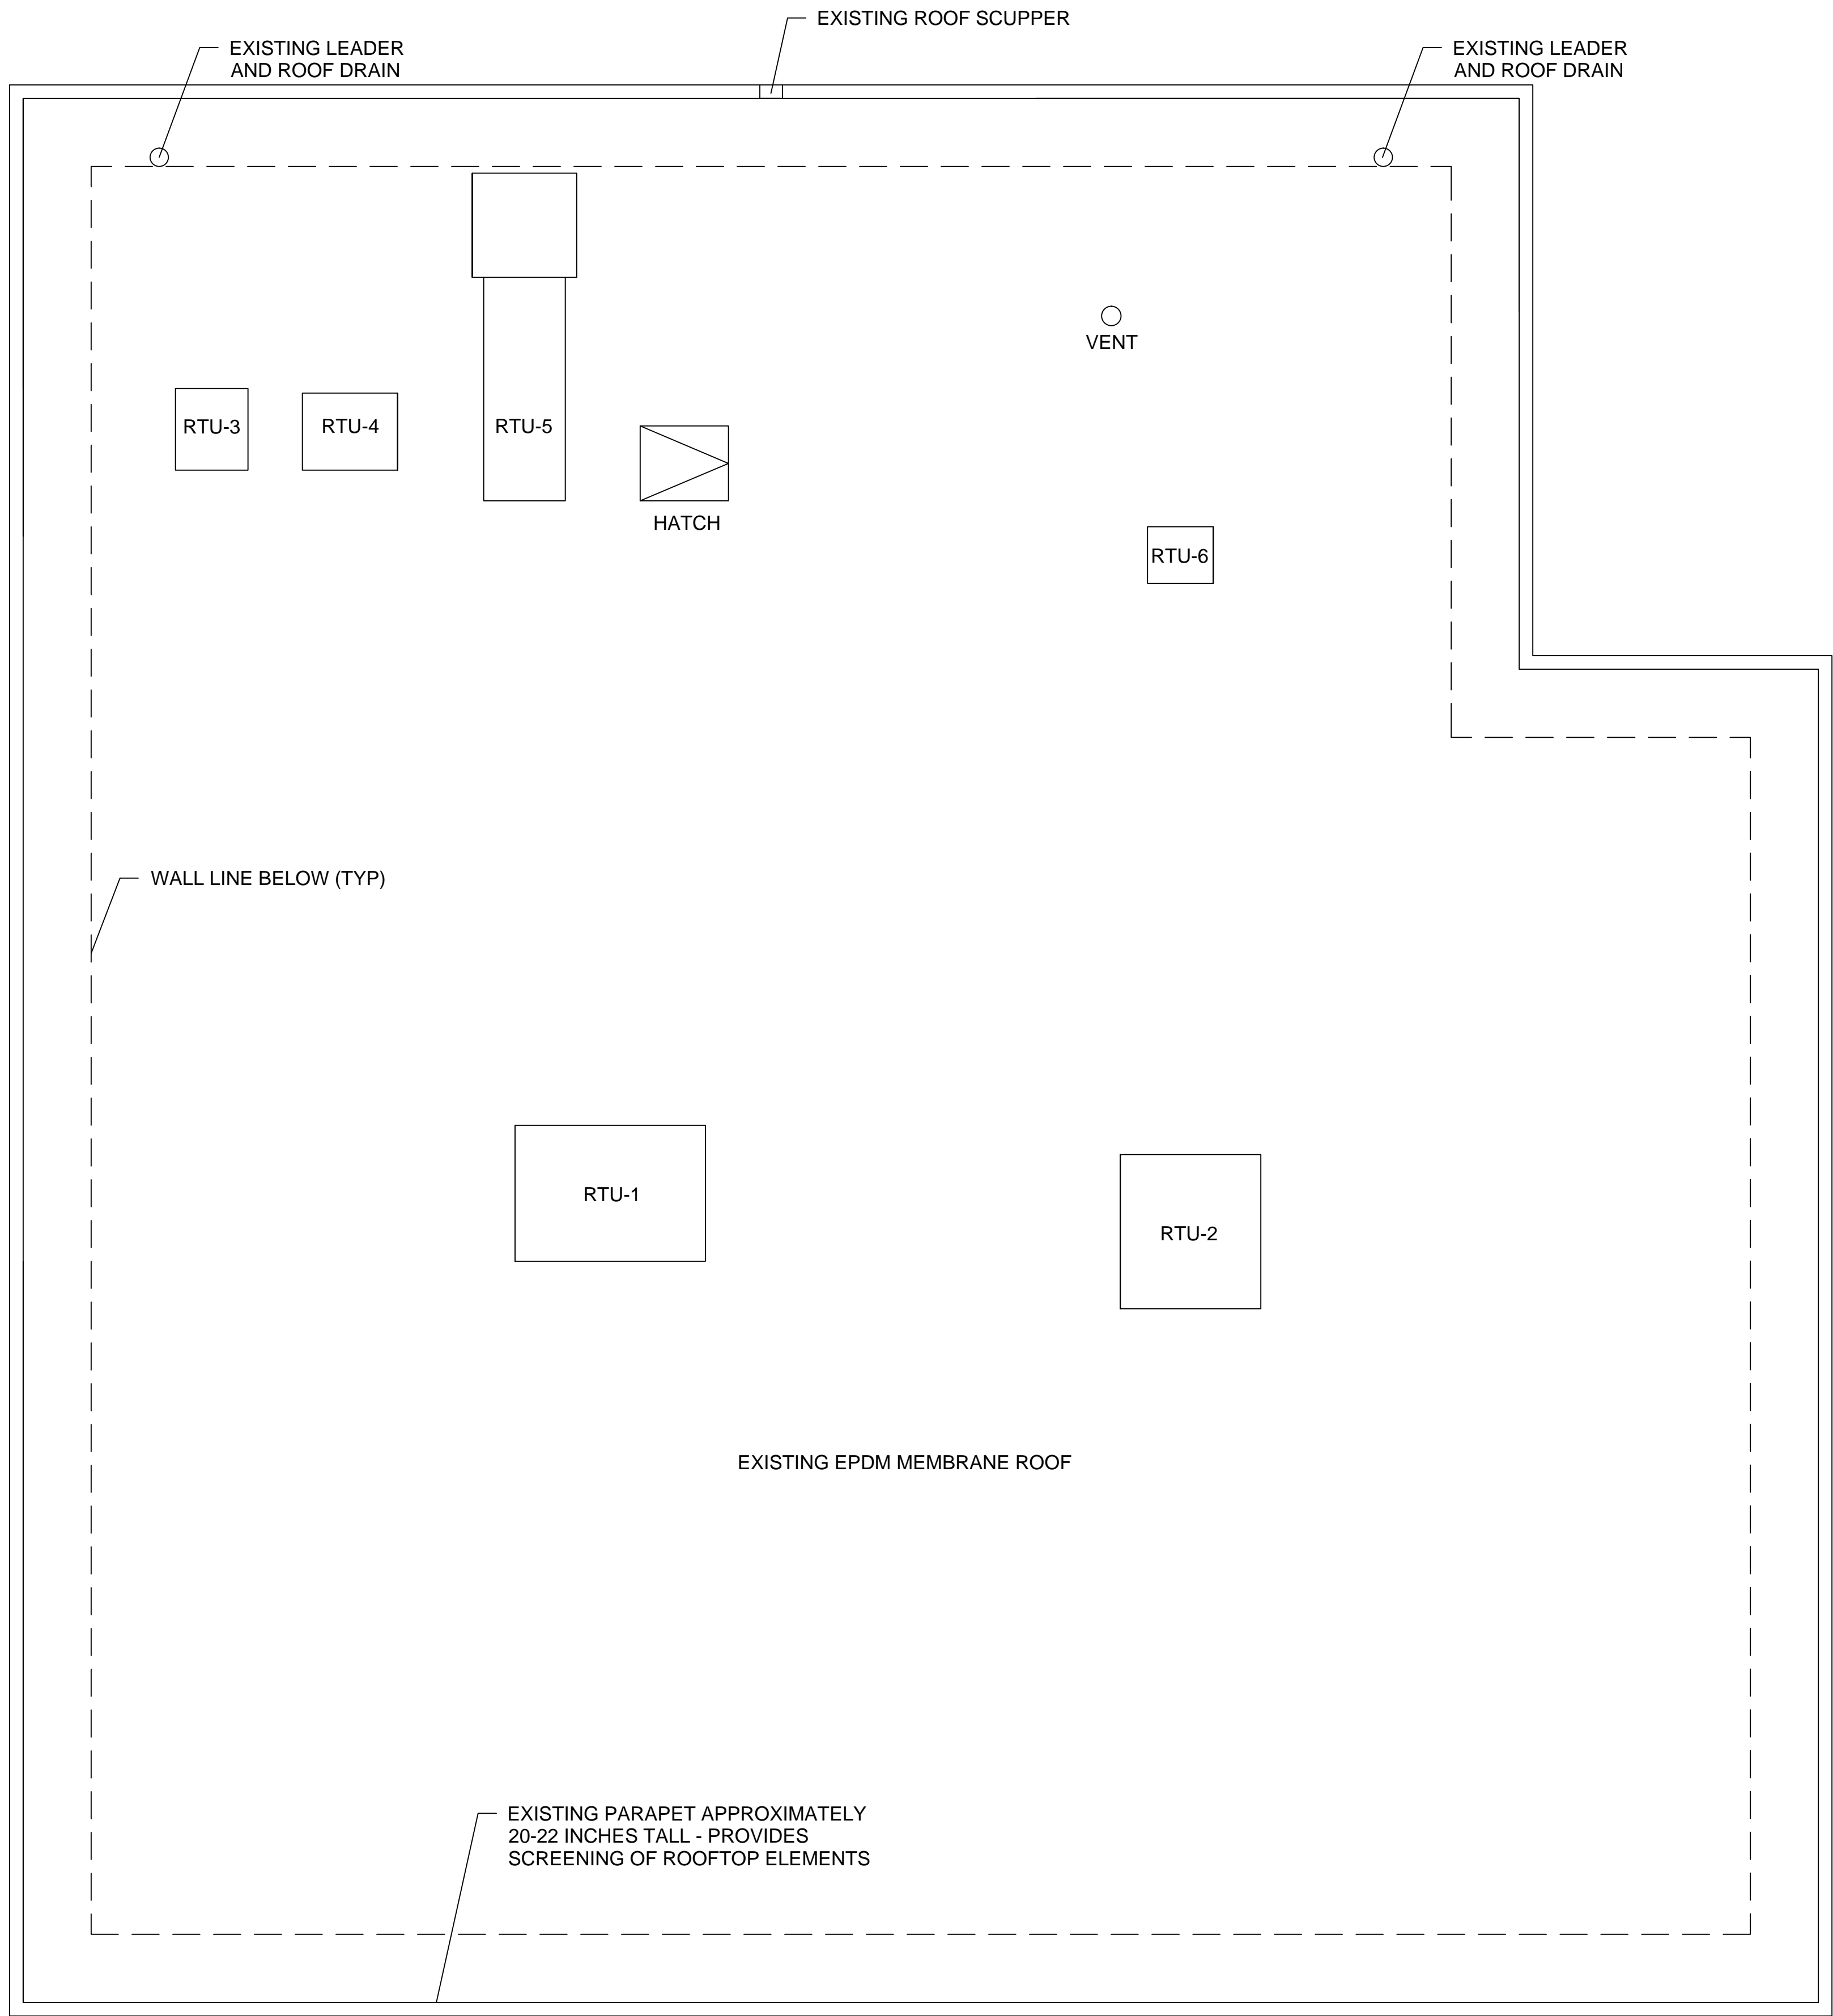 EXISTING ROOF SCUPPER
EXISTING LEADER
AND ROOF DRAIN
EXISTING LEADER
AND ROOF DRAIN
VENT
RTU-3
RTU-4
RTU-5
HATCH
RTU-6
WALL LINE BELOW (TYP)
RTU-1
RTU-2
EXISTING EPDM MEMBRANE ROOF
EXISTING PARAPET APPROXIMATELY
20-22 INCHES TALL - PROVIDES
SCREENING OF ROOFTOP ELEMENTS